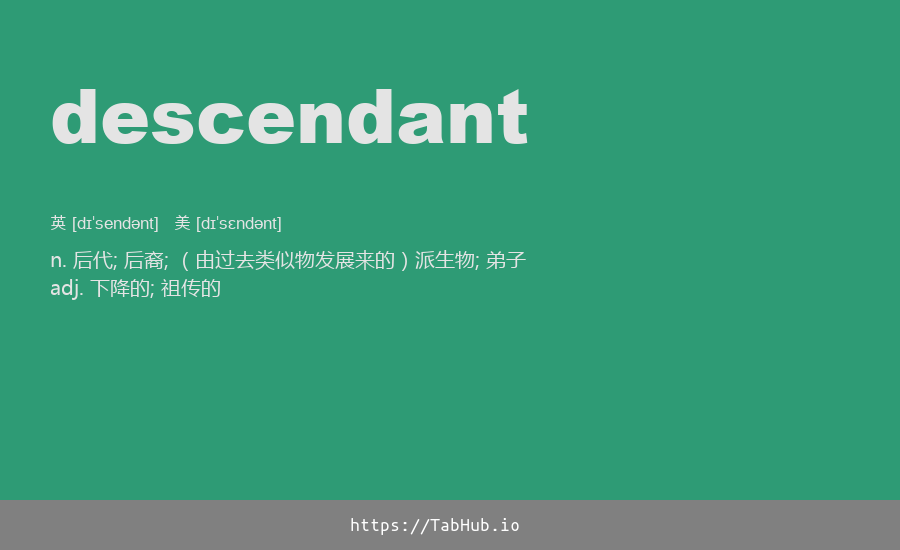 descendant
英 [dɪˈsendənt] 美 [dɪˈsɛndənt]
n. 后代; 后裔; （由过去类似物发展来的）派生物; 弟子
adj. 下降的; 祖传的
https://TabHub.io